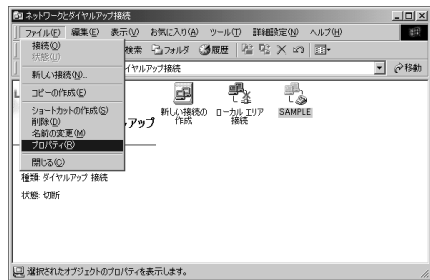 ネットワークとダイヤルアップ接続
ファイル(F) 編集(E) 表示(V) お気に入り(A) ツール(T) 詳細設定(N) ヘルプ(H)
接続(O)
状態(U)
新しい接続(N)...
コピーの作成(E)
ショートカットの作成(S)
削除(D)
名前の変更(M)
プロパティ(R)
閉じる(C)
検索 フォルダ 履歴
イヤルアップ接続
移動
アップ
新しい接続の
作成
ローカル エリア
接続
SAMPLE
種類: ダイヤルアップ 接続
状態: 切断
選択されたオブジェクトのプロパティを表示します。